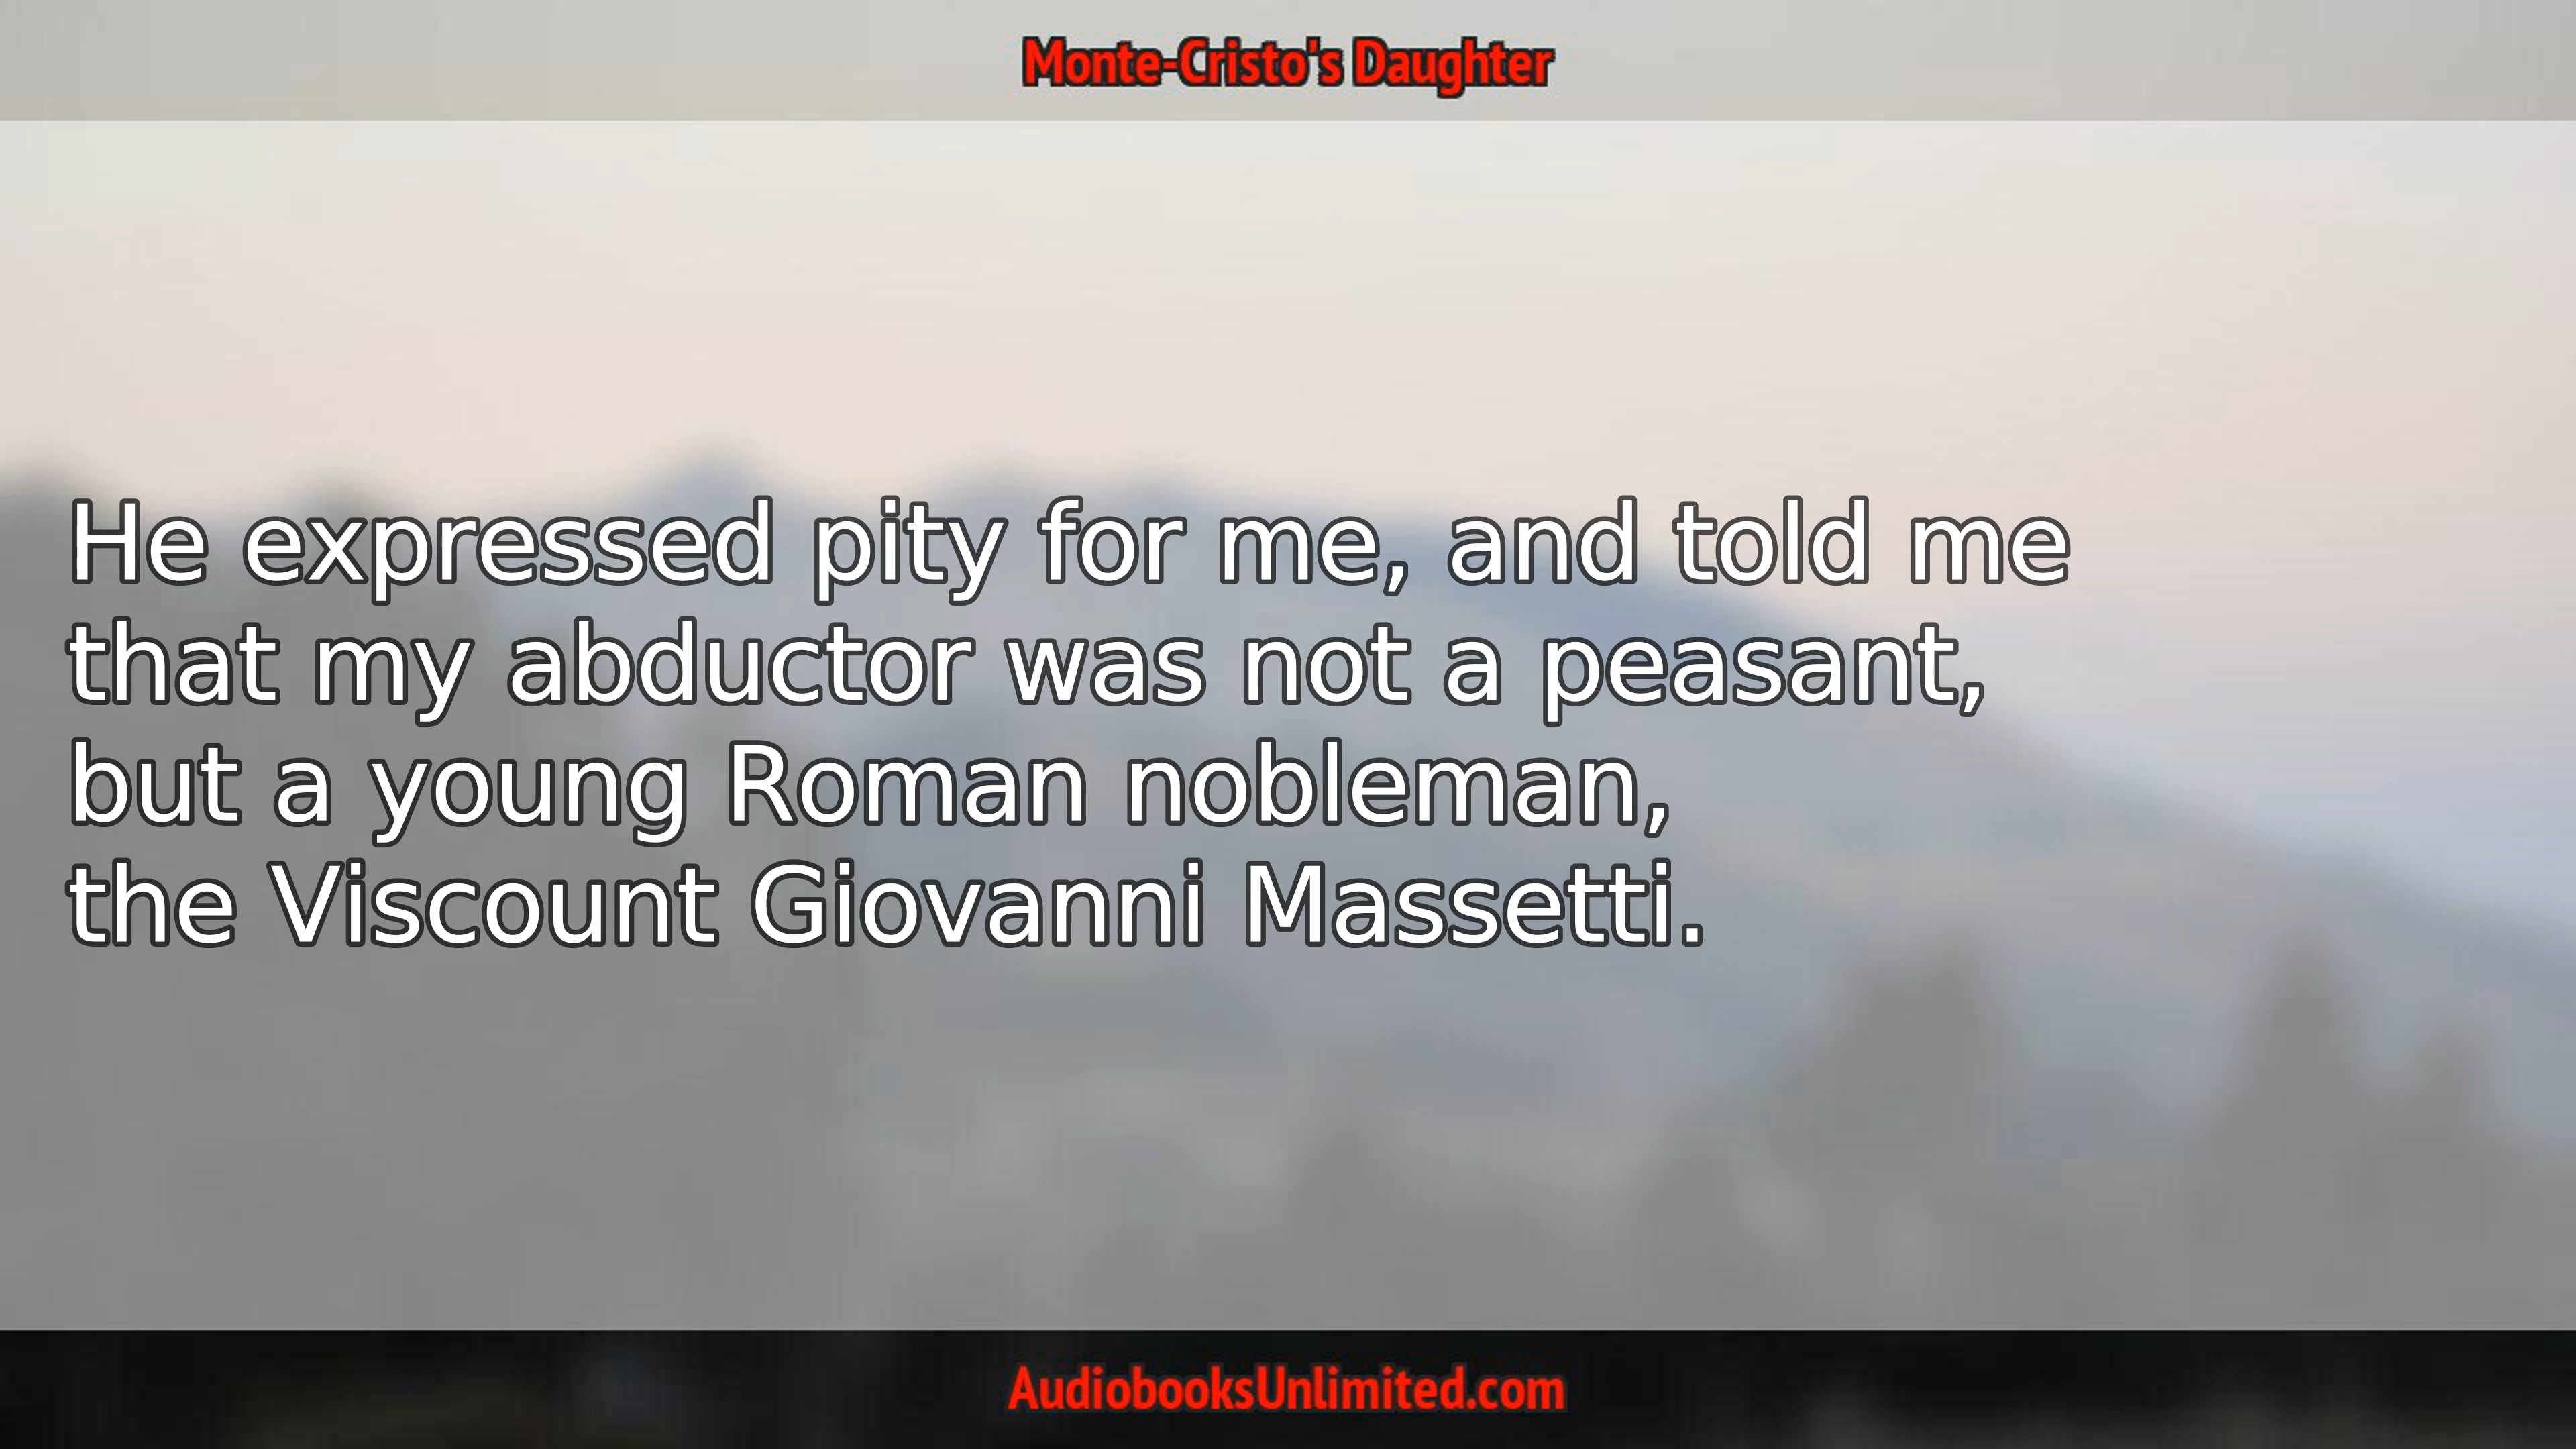 Monte-Cristo's Daughter
He expressed pity for me, and told me
that my abductor was not a peasant,
but a young Roman nobleman,
the Viscount Giovanni Massetti.
AudiobooksUnlimited.com